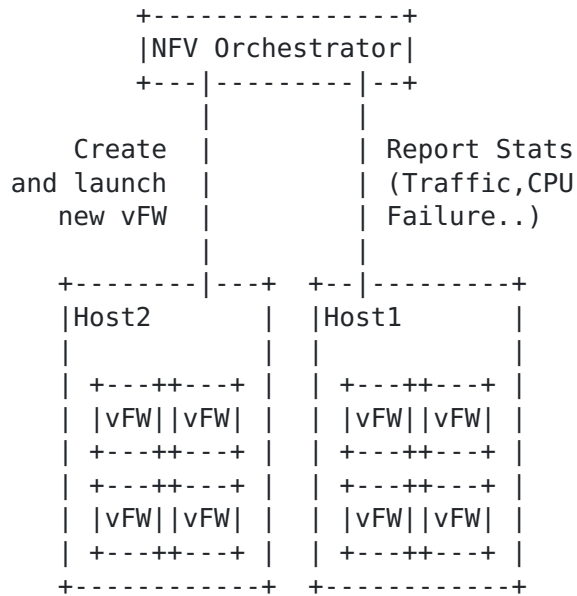 NFV Orchestrator
Create Report Stats
and launch (Traffic,CPU
new vFW Failure..)
Host2 Host1
vFW vFW vFW vFW
vFW vFW vFW vFW